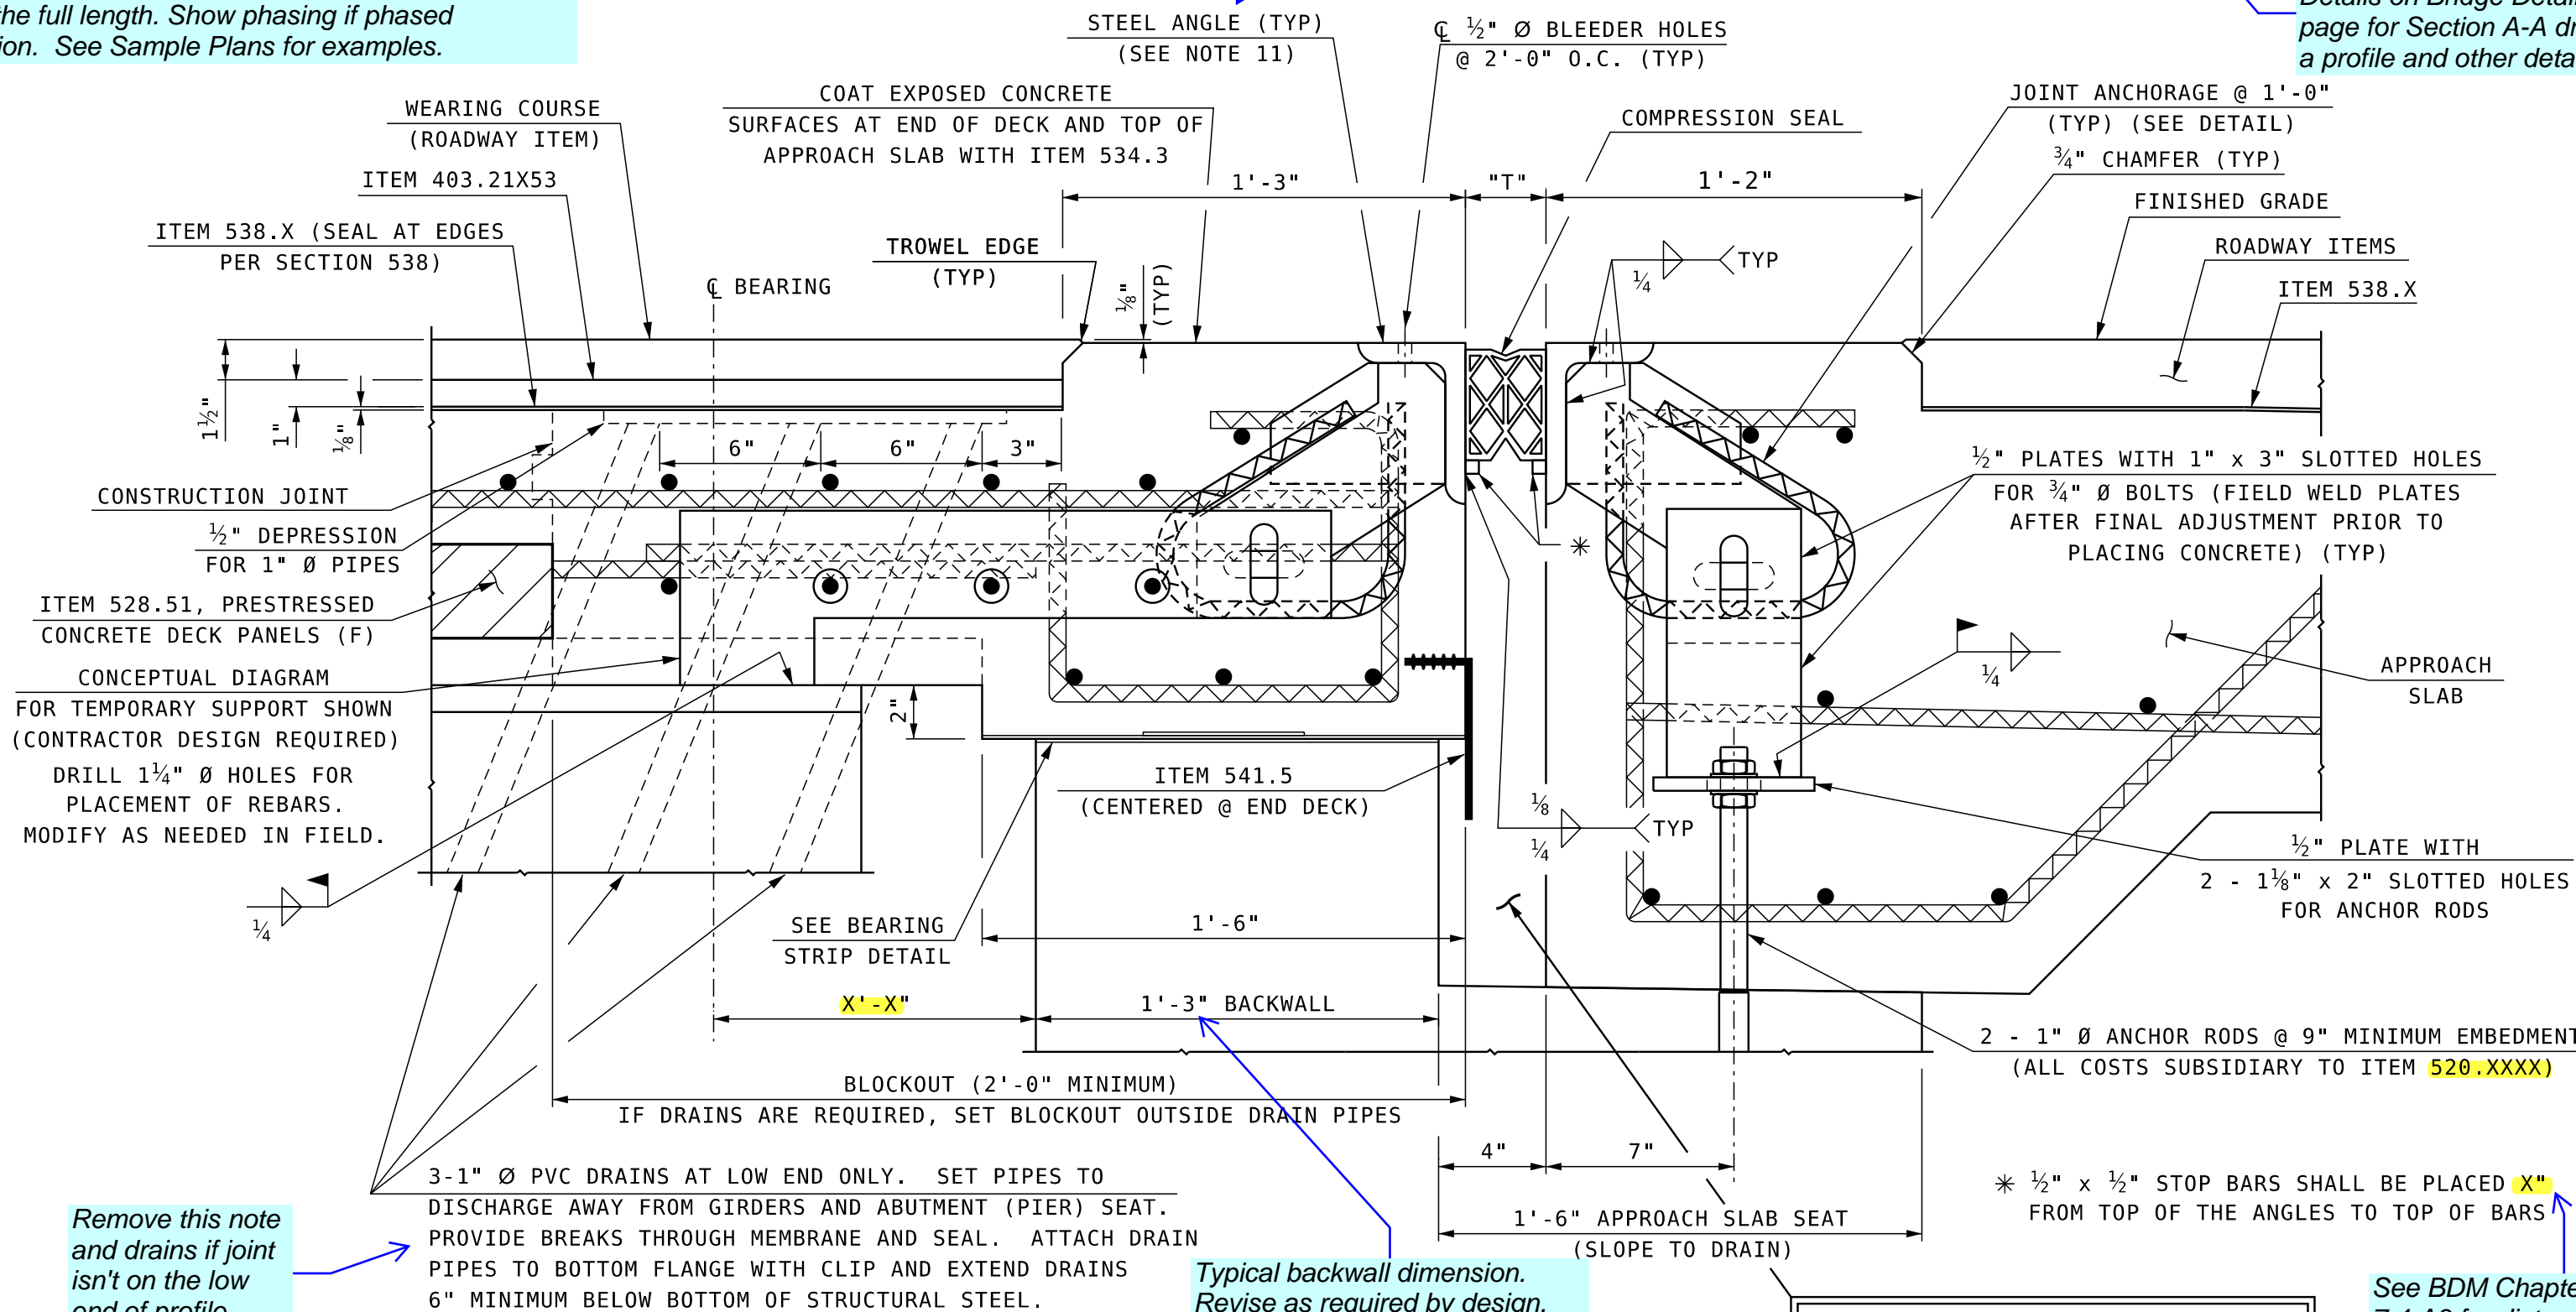 the full length. Show phasing if phased
ion. See Sample Plans for examples.
STEEL ANGLE (TYP)
(SEE NOTE 11)
℄ ½" Ø BLEEDER HOLES
@ 2'-0" O.C. (TYP)
page for Section A-A
a profile and other
WEARING COURSE
(ROADWAY ITEM)
COAT EXPOSED CONCRETE
SURFACES AT END OF DECK AND TOP OF
APPROACH SLAB WITH ITEM 534.3
COMPRESSION SEAL
JOINT ANCHORAGE @ 1'-0"
(TYP) (SEE DETAIL)
¾" CHAMFER (TYP)
ITEM 403.21X53
1'-3"
"T"
1'-2"
FINISHED GRADE
ITEM 538.X (SEAL AT EDGES
PER SECTION 538)
TROWEL EDGE
(TYP)
ROADWAY ITEMS
¼
TYP
℄ BEARING
⅛"
(TYP)
ITEM 538.X
1½"
1"
⅛"
6"
6"
3"
CONSTRUCTION JOINT
½" DEPRESSION
FOR 1" Ø PIPES
½" PLATES WITH 1" x 3" SLOTTED HOLES
FOR ¾" Ø BOLTS (FIELD WELD PLATES
AFTER FINAL ADJUSTMENT PRIOR TO
PLACING CONCRETE) (TYP)
✳
ITEM 528.51, PRESTRESSED
CONCRETE DECK PANELS (F)
CONCEPTUAL DIAGRAM
FOR TEMPORARY SUPPORT SHOWN
(CONTRACTOR DESIGN REQUIRED)
DRILL 1¼" Ø HOLES FOR
PLACEMENT OF REBARS.
MODIFY AS NEEDED IN FIELD.
2"
¼
APPROACH
SLAB
ITEM 541.5
(CENTERED @ END DECK)
⅛
¼
TYP
½" PLATE WITH
2 - 1⅛" x 2" SLOTTED HOLES
FOR ANCHOR RODS
¼
SEE BEARING
STRIP DETAIL
1'-6"
X'-X"
1'-3" BACKWALL
2 - 1" Ø ANCHOR RODS @ 9" MINIMUM EMBEDMENT
(ALL COSTS SUBSIDIARY TO ITEM 520.XXXX)
BLOCKOUT (2'-0" MINIMUM)
IF DRAINS ARE REQUIRED, SET BLOCKOUT OUTSIDE DRAIN PIPES
4"
7"
3-1" Ø PVC DRAINS AT LOW END ONLY. SET PIPES TO
DISCHARGE AWAY FROM GIRDERS AND ABUTMENT (PIER) SEAT.
PROVIDE BREAKS THROUGH MEMBRANE AND SEAL. ATTACH DRAIN
PIPES TO BOTTOM FLANGE WITH CLIP AND EXTEND DRAINS
6" MINIMUM BELOW BOTTOM OF STRUCTURAL STEEL.
1'-6" APPROACH SLAB SEAT
(SLOPE TO DRAIN)
✳ ½" x ½" STOP BARS SHALL BE PLACED X"
FROM TOP OF THE ANGLES TO TOP OF BARS
Remove this note
and drains if joint
isn't on the low
end of profile
Typical backwall dimension.
Revise as required by design.
See BDM